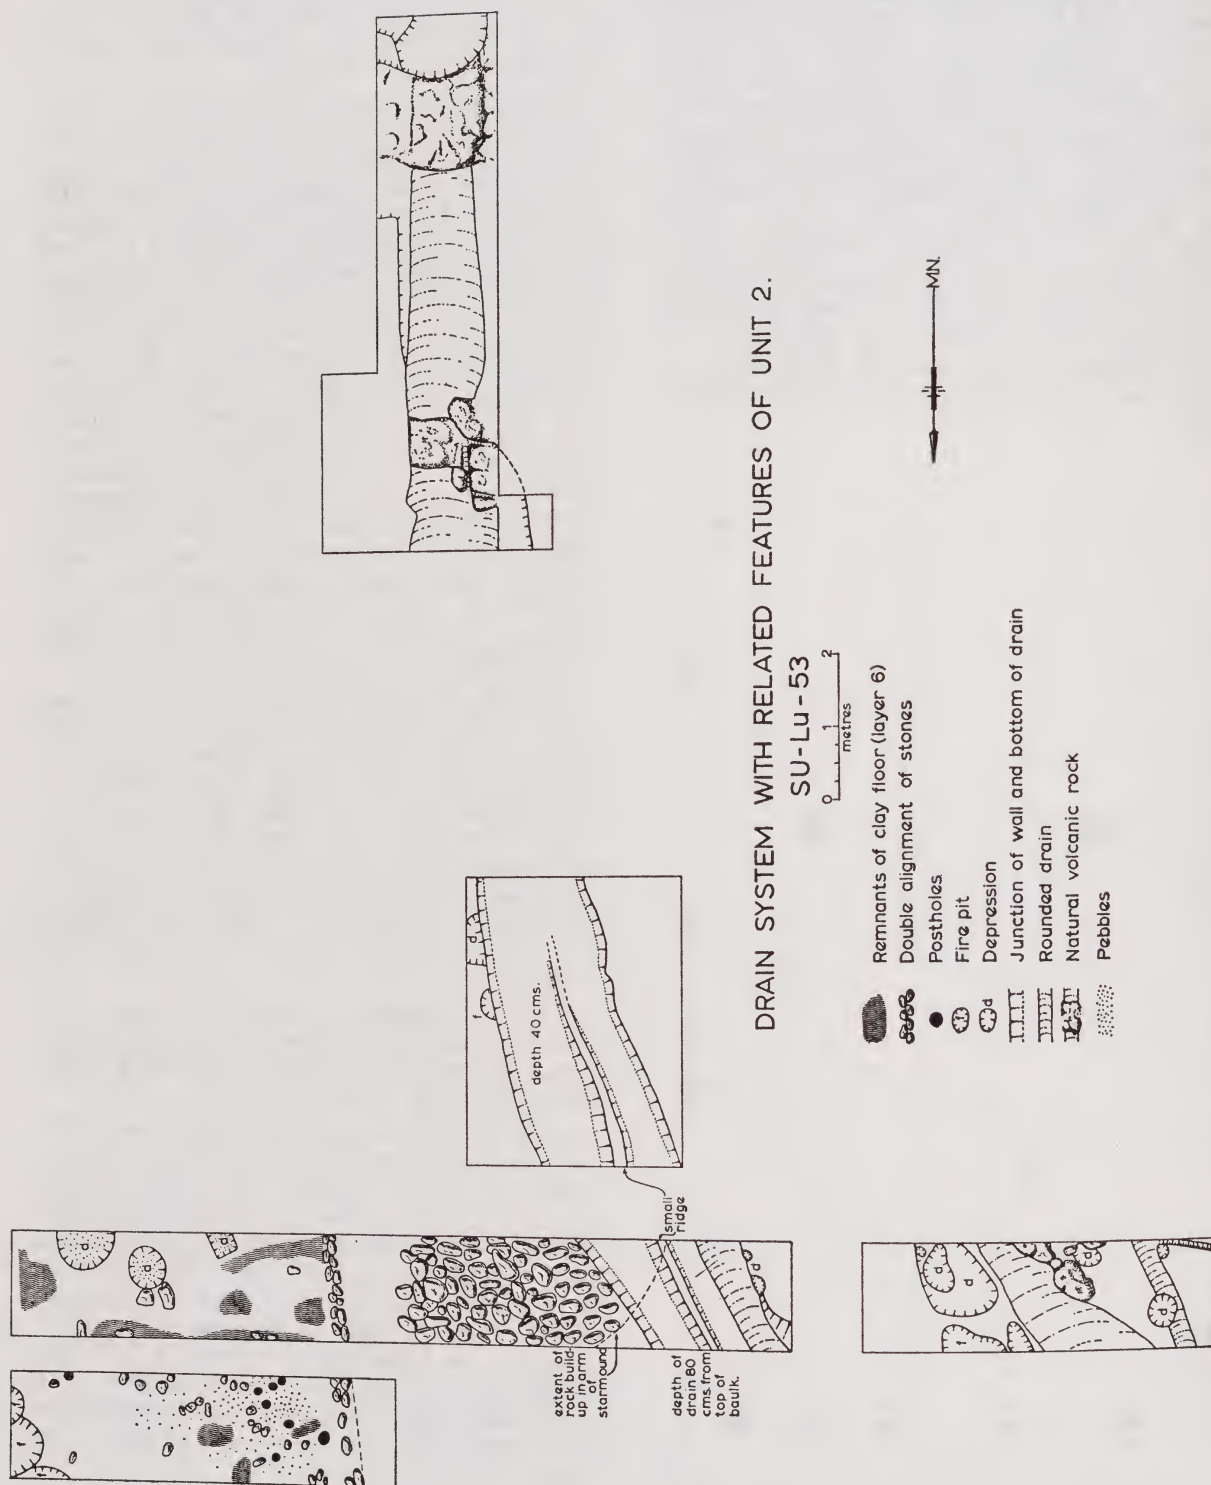 DRAIN SYSTEM WITH RELATED FEATURES OF UNIT 2.
SU-Lu-53
0 1 2
metres
MN.
Remnants of clay floor (layer 6)
Double alignment of stones
Postholes
Fire pit
d Depression
Junction of wall and bottom of drain
Rounded drain
Natural volcanic rock
Pebbles
f
d
depth 40 cms.
small
ridge
extent of
rock build-
up in arm
of
starmound
depth of
drain 80
cms. from
top of
baulk.
d
d
d
d
f
f
f
d
d
d
d
f